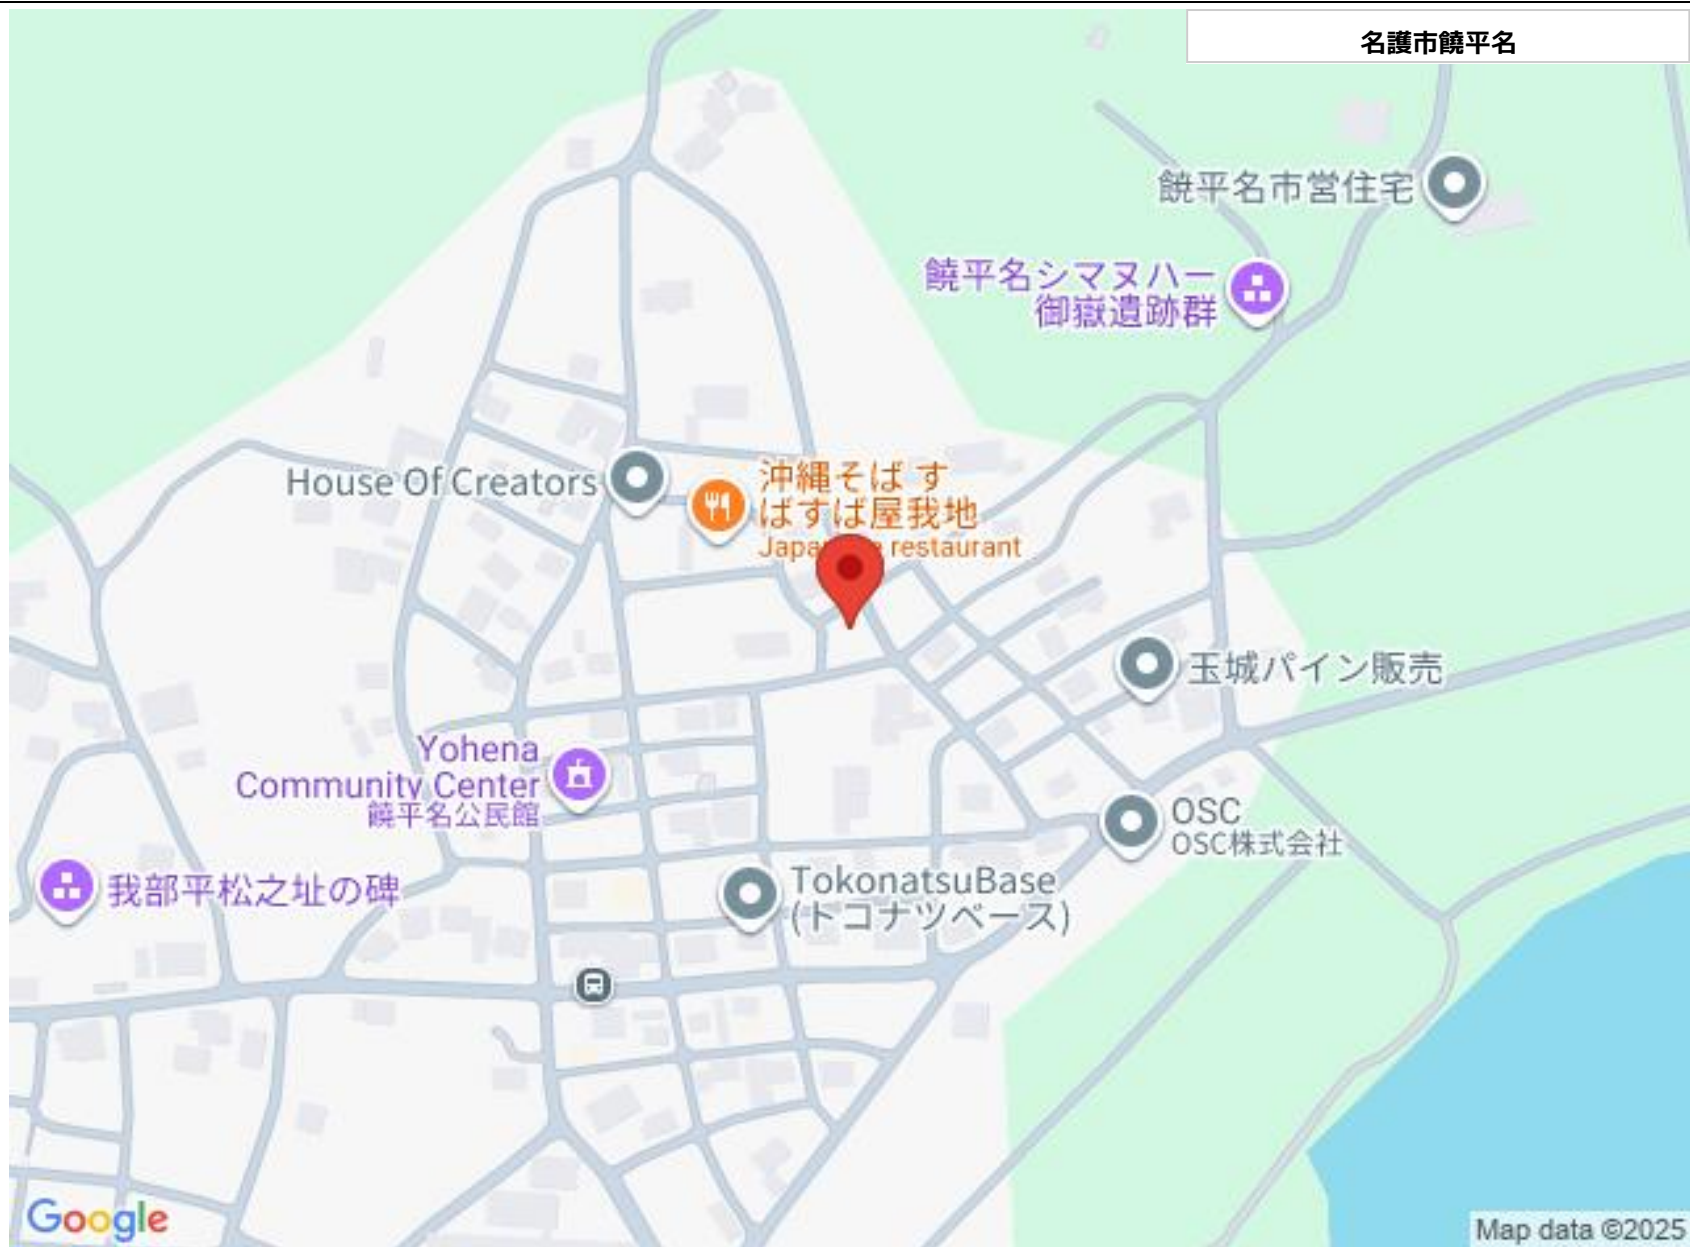 名護市饒平名
饒平名市営住宅
饒平名シマヌハー
御嶽遺跡群
House Of Creators
沖縄そば す
ばすば屋我地
restaurant
玉城パイン販売
Yohena
Community Center
饒平名公民館
OSC
OSC株式会社
TokonatsuBase
(トコナツベース)
我部平松之址の碑
Google
Map data ©2025